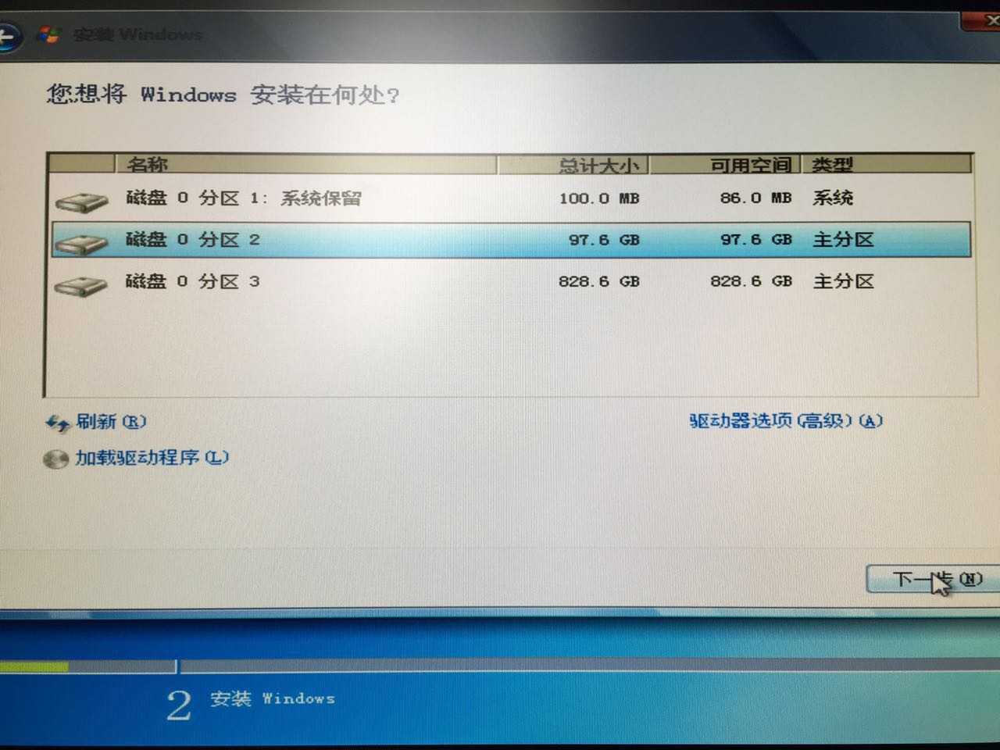 安装 Windows
您想将 Windows 安装在何处?
名称 总计大小 可用空间 类型
磁盘 0 分区 1: 系统保留 100.0 MB 86.0 MB 系统
磁盘 0 分区 2 97.6 GB 97.6 GB 主分区
磁盘 0 分区 3 828.6 GB 828.6 GB 主分区
刷新(R) 驱动器选项(高级)(A)
加载驱动程序(L)
下一步(N)
2 安装 Windows